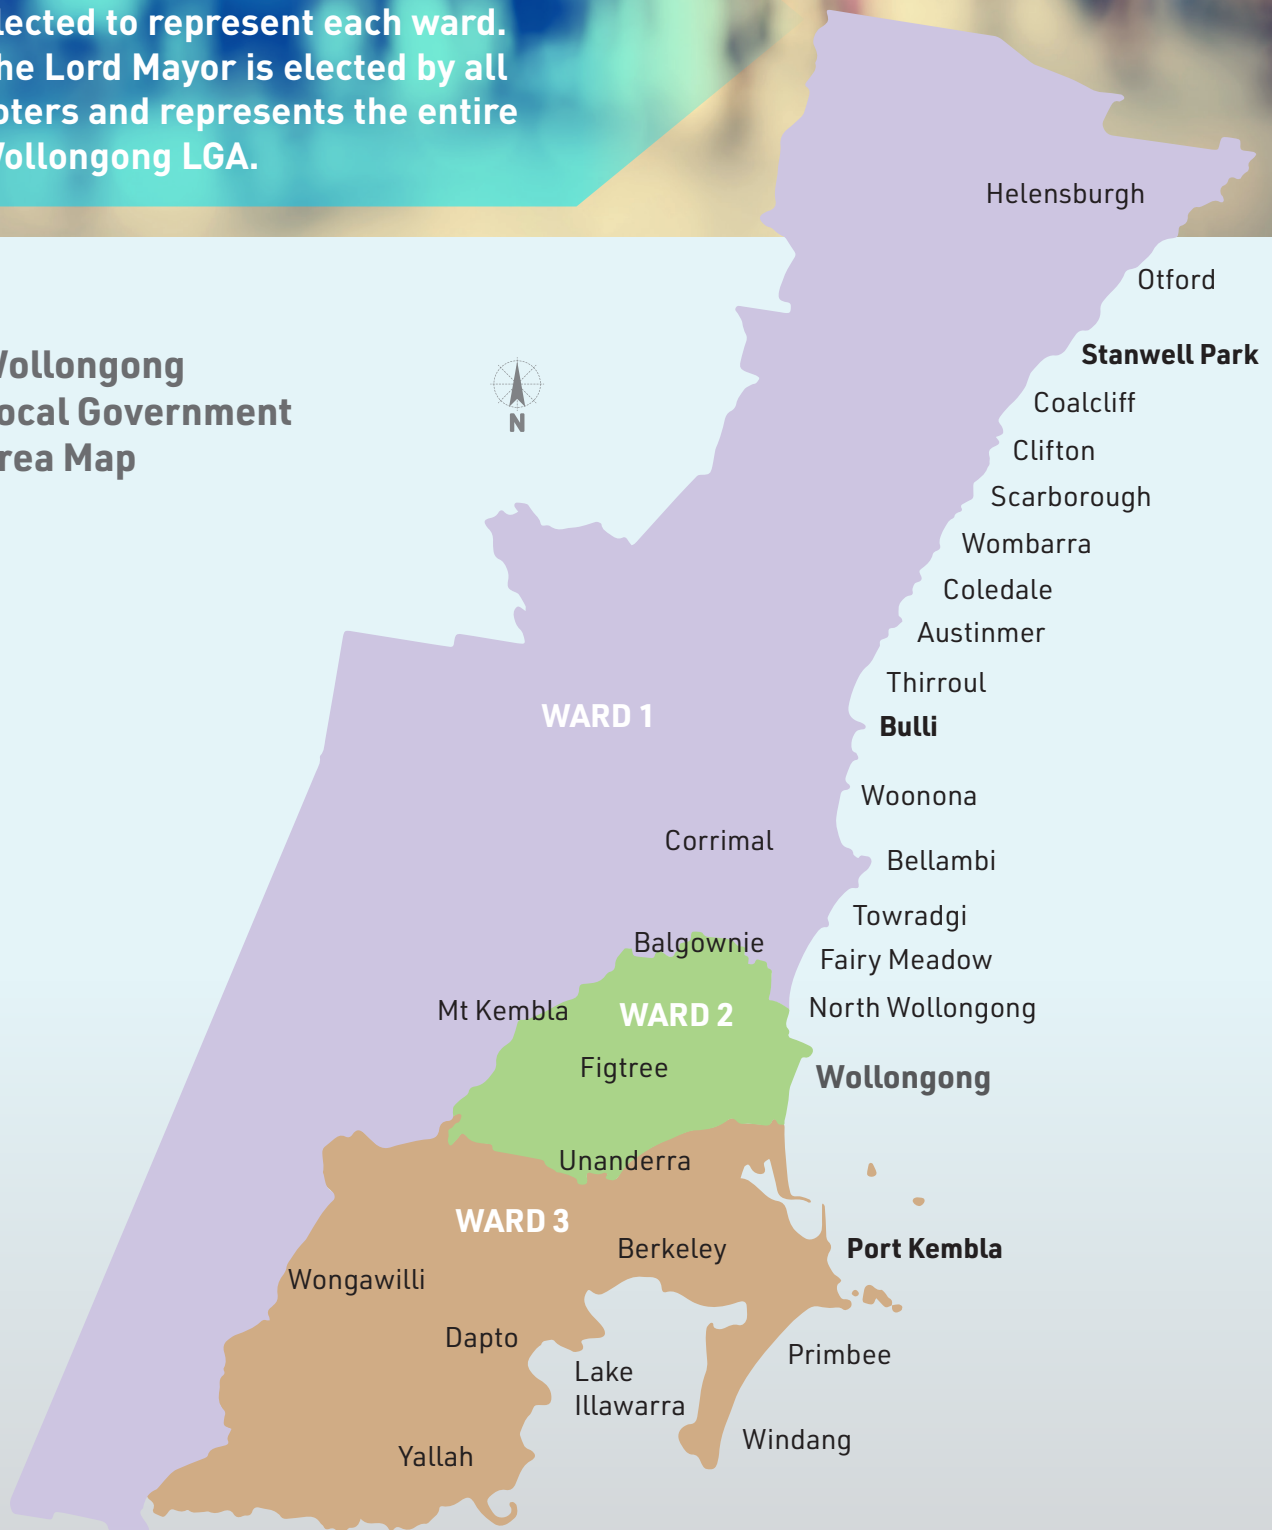 lected to represent each ward.
he Lord Mayor is elected by all
oters and represents the entire
Wollongong LGA.
Helensburgh
Otford
Wollongong
ocal Government
rea Map
N
Stanwell Park
Coalcliff
Clifton
Scarborough
Wombarra
Coledale
Austinmer
Thirroul
WARD 1
Bulli
Woonona
Corrimal
Bellambi
Towradgi
Balgownie
Fairy Meadow
Mt Kembla
WARD 2
North Wollongong
Figtree
Wollongong
Unanderra
WARD 3
Berkeley
Port Kembla
Wongawilli
Dapto
Primbee
Lake
Illawarra
Windang
Yallah